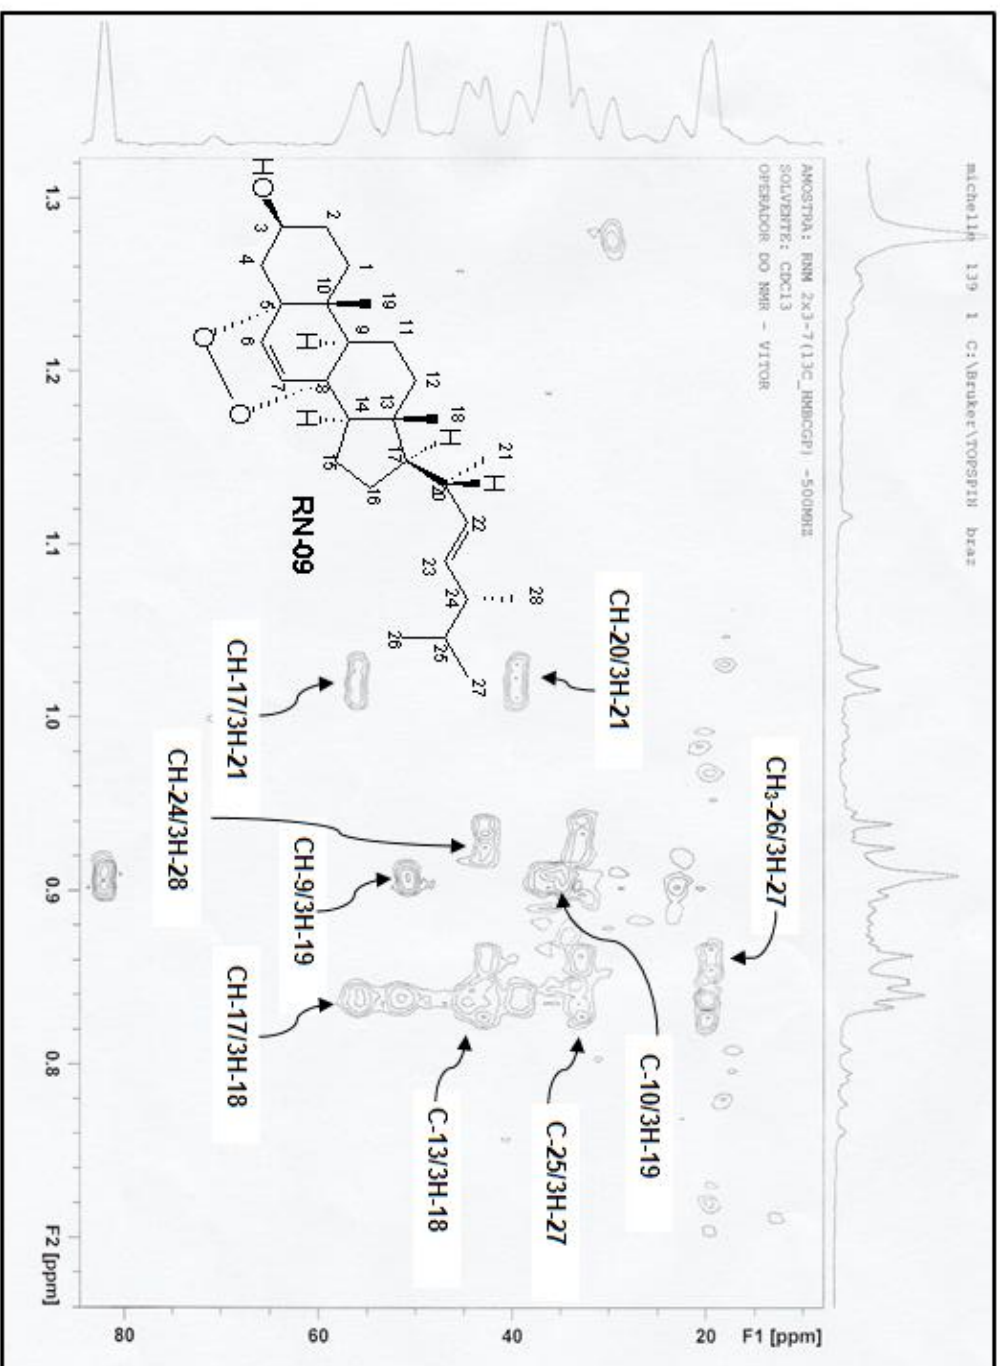 michelle 139 1 C:\Bruker\TOPSPIN braz
AMOSTRA: RNM 2x3-7(13C_HMBCGP) -500MHZ
SOLVENTE: CDCl3
OPERADOR DO NMR - VITOR
HO
1
2
3
4
5
6
7
8
9
10
11
12
13
14
15
16
17
18
19
20
21
22
23
24
25
26
27
28
H
H
H
H
O
O
RN-09
CH-20/3H-21
CH-17/3H-21
CH₃-26/3H-27
CH-24/3H-28
CH-9/3H-19
CH-17/3H-18
C-10/3H-19
C-25/3H-27
C-13/3H-18
1.3
1.2
1.1
1.0
0.9
0.8
F2 [ppm]
80
60
40
20
F1 [ppm]